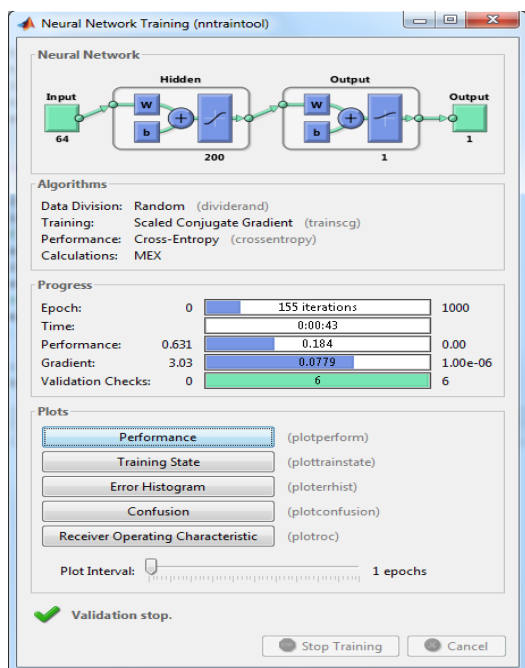 Neural Network Training (nntraintool)
Neural Network
Hidden
Output
Input
W
b
+
W
b
+
Output
64
200
1
1
Algorithms
Data Division: Random (dividerand)
Training: Scaled Conjugate Gradient (trainscg)
Performance: Cross-Entropy (crossentropy)
Calculations: MEX
Progress
Epoch: 0 155 iterations 1000
Time: 0:00:43
Performance: 0.631 0.184 0.00
Gradient: 3.03 0.0779 1.00e-06
Validation Checks: 0 6 6
Plots
Performance (plotperform)
Training State (plottrainstate)
Error Histogram (ploterrhist)
Confusion (plotconfusion)
Receiver Operating Characteristic (plotroc)
Plot Interval: 1 epochs
Validation stop.
Stop Training Cancel